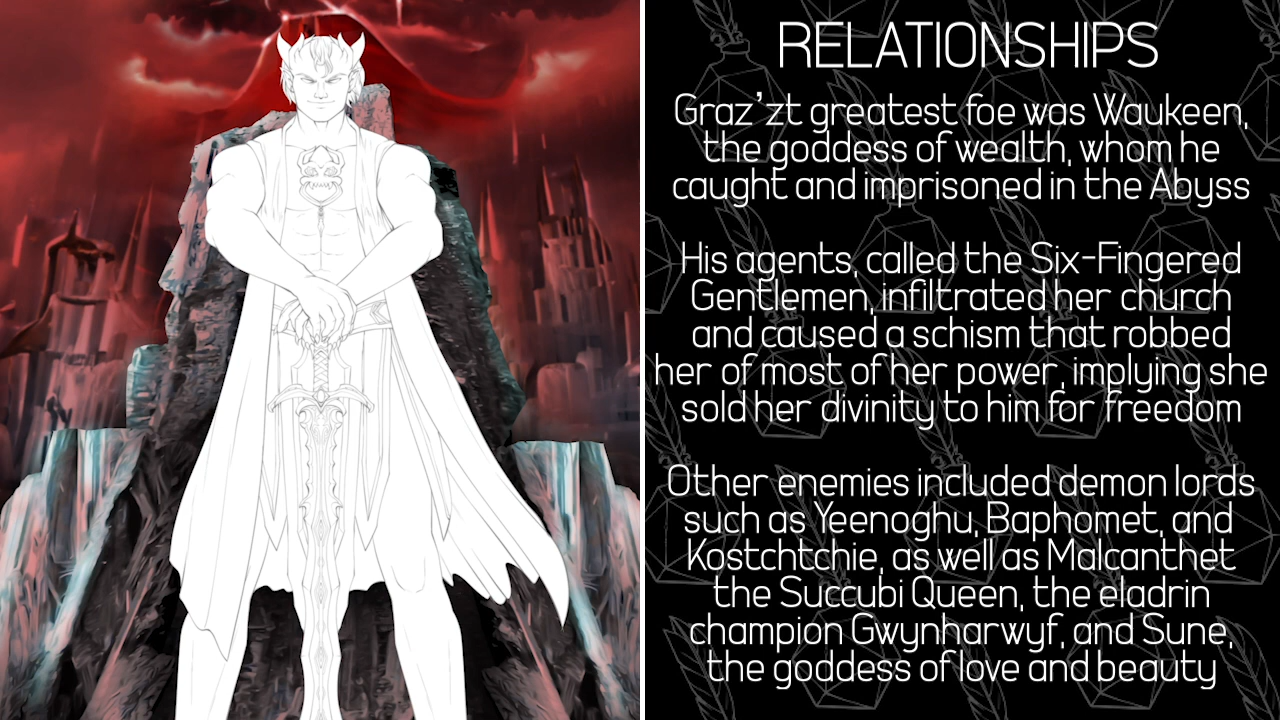 RELATIONSHIPS
Graz'zt greatest foe was Waukeen,
the goddess of wealth, whom he
caught and imprisoned in the Abyss
His agents, called the Six-Fingered
Gentlemen, infiltrated her church
and caused a schism that robbed
her of most of her power, implying she
sold her divinity to him for freedom
Other enemies included demon lords
such as Yeenoghu, Baphomet, and
Kostchtchie, as well as Malcanthet
the Succubi Queen, the eladrin
champion Gwynharwyf, and Sune,
the goddess of love and beauty